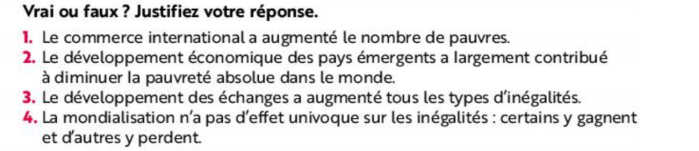 Vrai ou faux ? Justifiez votre réponse.
1. Le commerce international a augmenté le nombre de pauvres.
2. Le développement économique des pays émergents a largement contribué
à diminuer la pauvreté absolue dans le monde.
3. Le développement des échanges a augmenté tous les types d'inégalités.
4. La mondialisation n'a pas d'effet univoque sur les inégalités : certains y gagnent
et d'autres y perdent.